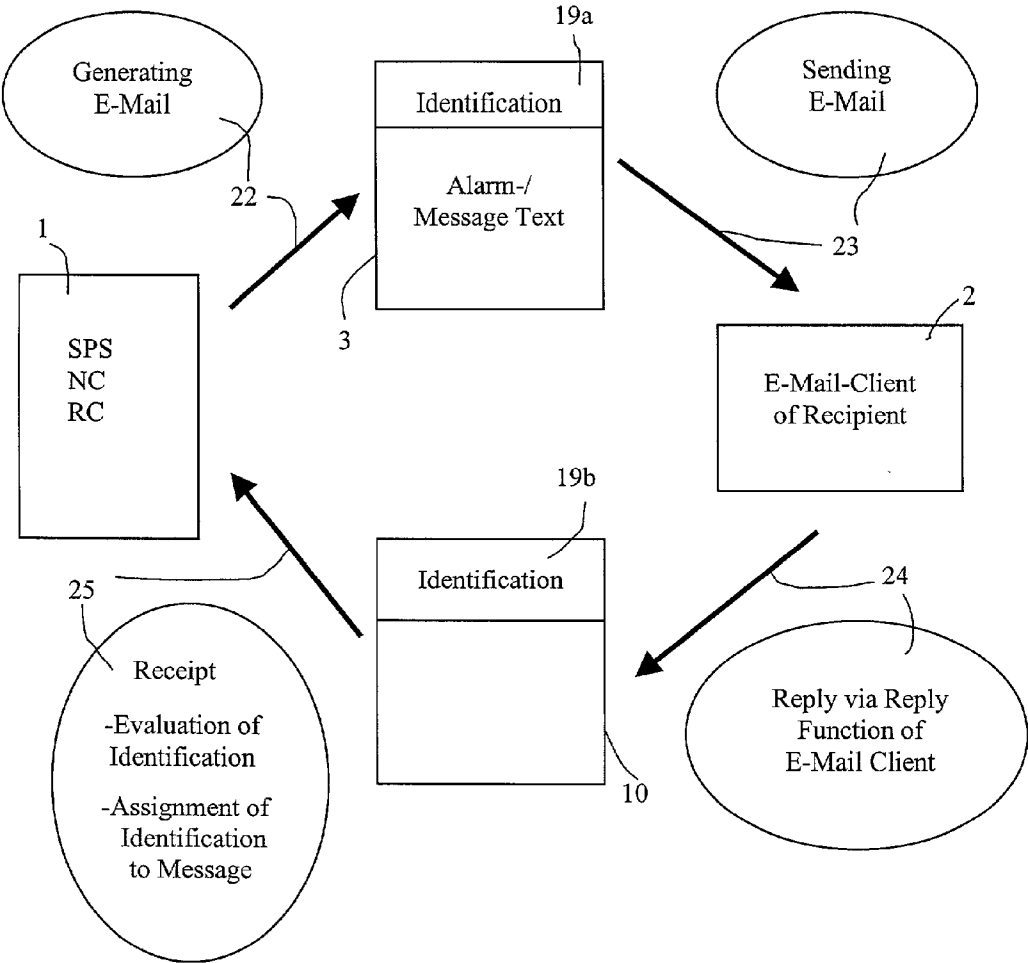 19a
Generating
E-Mail
Identification
Sending
E-Mail
22
Alarm-/
Message Text
23
1
3
2
SPS
NC
RC
E-Mail-Client
of Recipient
19b
Identification
24
25
Receipt
-Evaluation of
Identification
-Assignment of
Identification
to Message
10
Reply via Reply
Function of
E-Mail Client